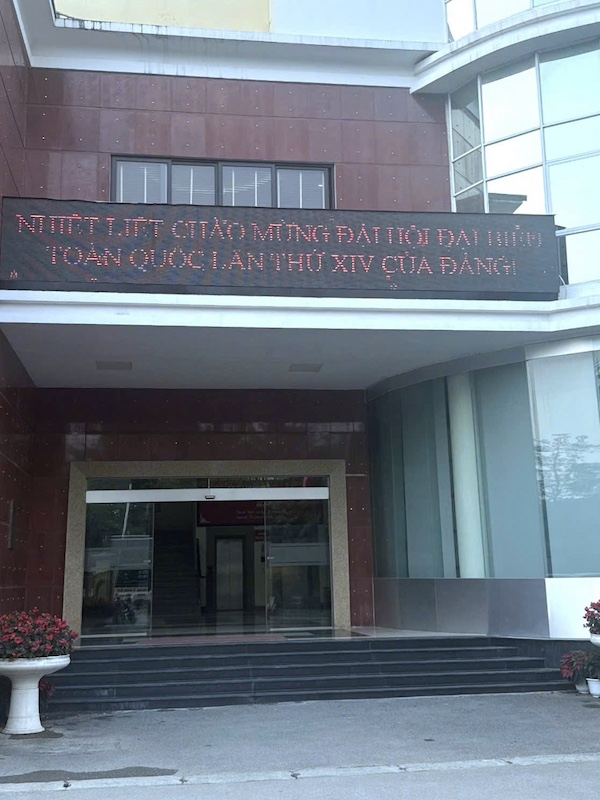 NHIỆT LIỆT CHÀO MỪNG ĐẠI HỘI ĐẠI BIỂU
TOÀN QUỐC LẦN THỨ XIV CỦA ĐẢNG!